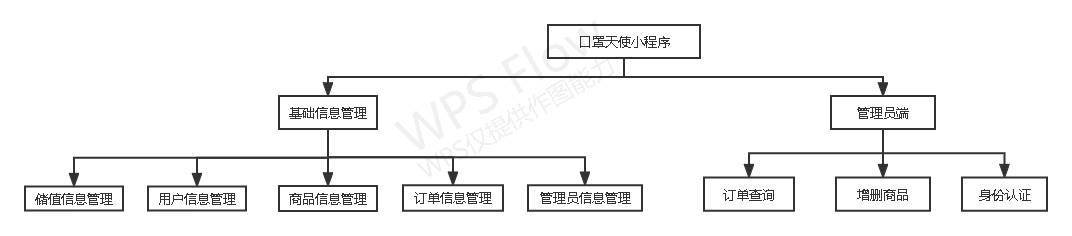 口罩天使小程序
基础信息管理
管理员端
储值信息管理
用户信息管理
商品信息管理
订单信息管理
管理员信息管理
订单查询
增删商品
身份认证
WPS Flow
WPS仅提供作图能力